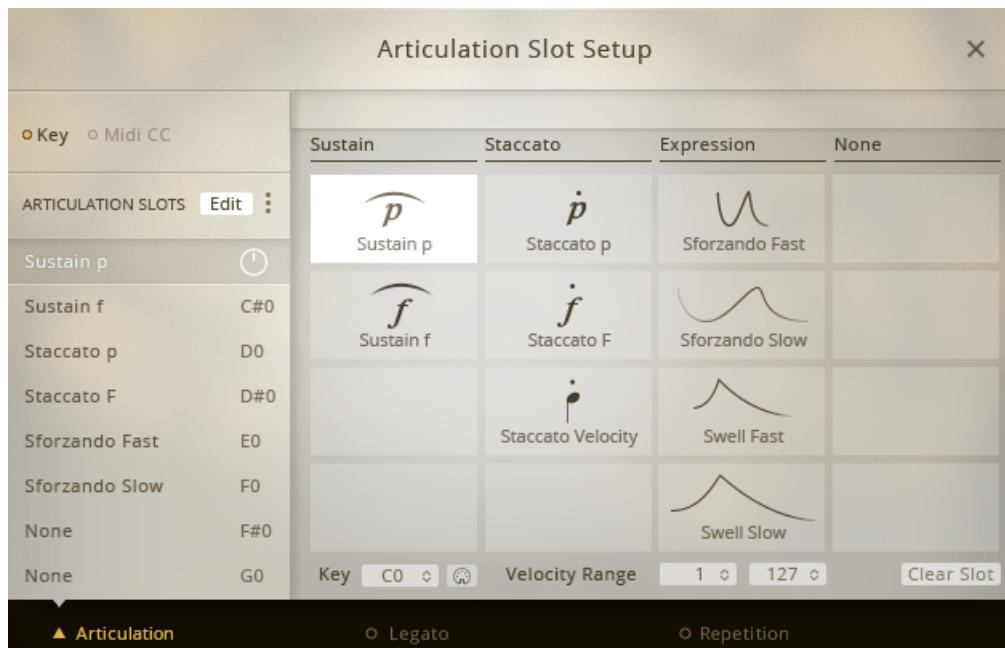 Articulation Slot Setup
Key Midi CC
ARTICULATION SLOTS Edit
Sustain p
Sustain f C#0
Staccato p D0
Staccato F D#0
Sforzando Fast E0
Sforzando Slow F0
None F#0
None G0
Sustain Staccato Expression None
p p
Sustain p Staccato p Sforzando Fast
f f
Sustain f Staccato F Sforzando Slow
Staccato Velocity Swell Fast
Swell Slow
Key C0 Velocity Range 1 127 Clear Slot
Articulation Legato Repetition